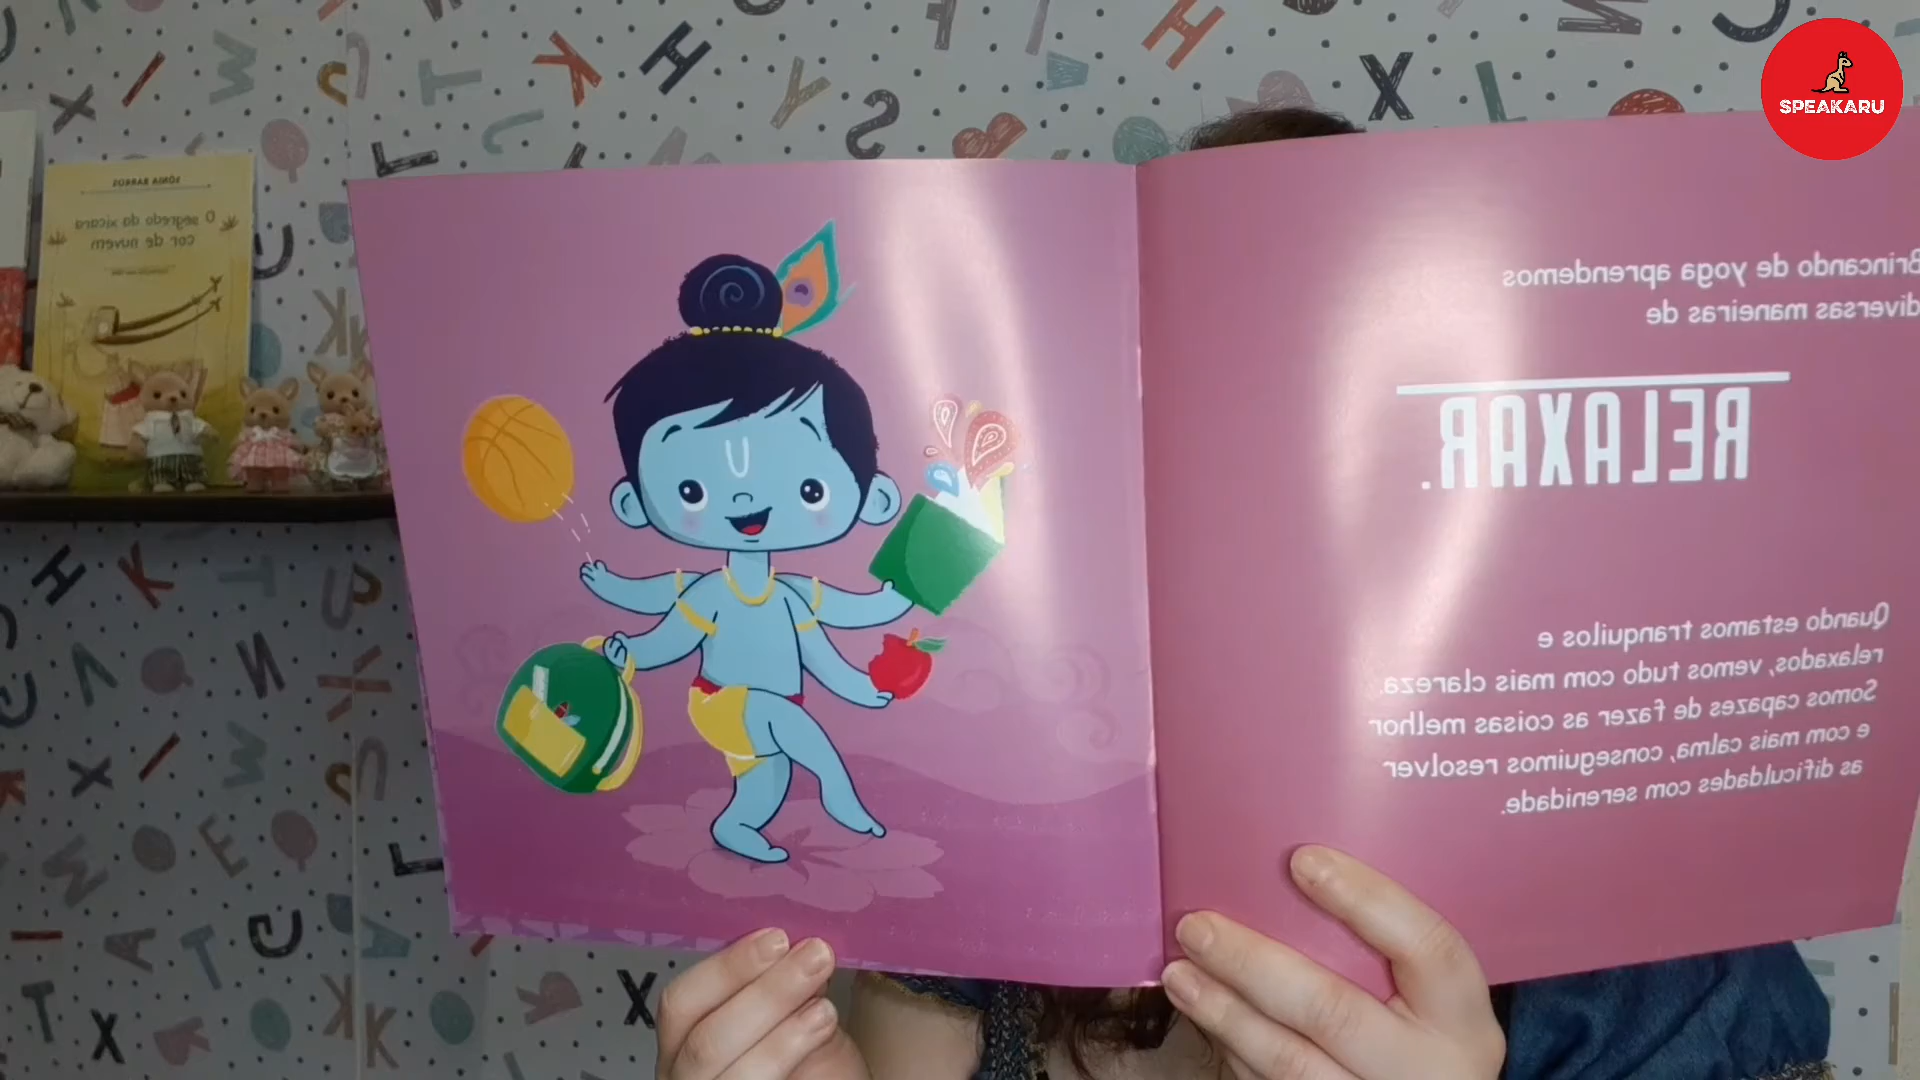 SPEAKARU
SÔNIA BARROS
O segredo da xícara
cor de nuvem
Brincando de yoga aprendemos
diversas maneiras de
RELAXAR.
Quando estamos tranquilos e
relaxados, vemos tudo com mais clareza.
Somos capazes de fazer as coisas melhor
e com mais calma, conseguimos resolver
as dificuldades com serenidade.